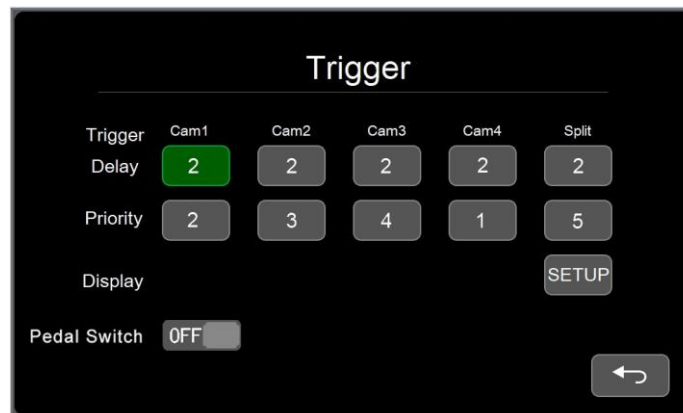 Trigger
Trigger Cam1 Cam2 Cam3 Cam4 Split
Delay 2 2 2 2 2
Priority 2 3 4 1 5
Display SETUP
Pedal Switch OFF